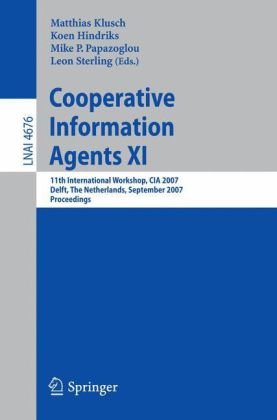 Matthias Klusch
Koen Hindriks
Mike P. Papazoglou
Leon Sterling (Eds.)
LNAI 4676
Cooperative
Information
Agents XI
11th International Workshop, CIA 2007
Delft, The Netherlands, September 2007
Proceedings
Springer